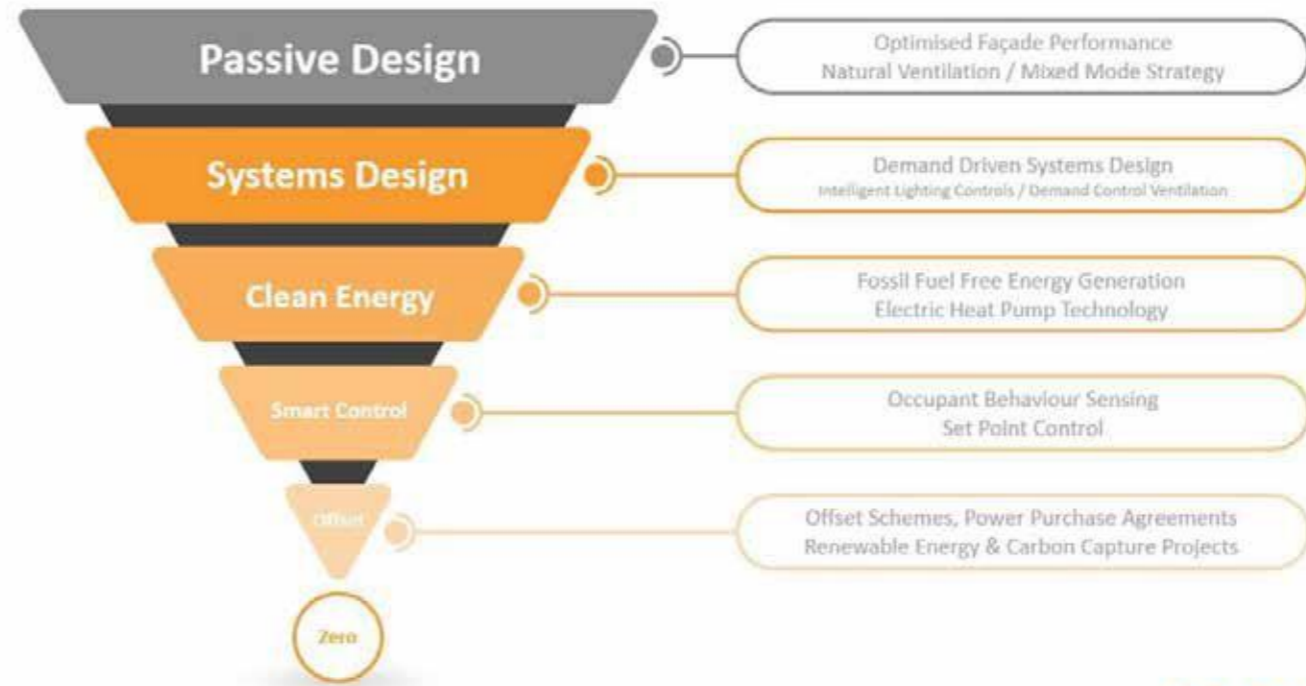 Passive Design
Optimised Façade Performance
Natural Ventilation / Mixed Mode Strategy
Systems Design
Demand Driven Systems Design
Intelligent Lighting Controls / Demand Control Ventilation
Clean Energy
Fossil Fuel Free Energy Generation
Electric Heat Pump Technology
Smart Control
Occupant Behaviour Sensing
Set Point Control
Offset
Offset Schemes, Power Purchase Agreements
Renewable Energy & Carbon Capture Projects
Zero